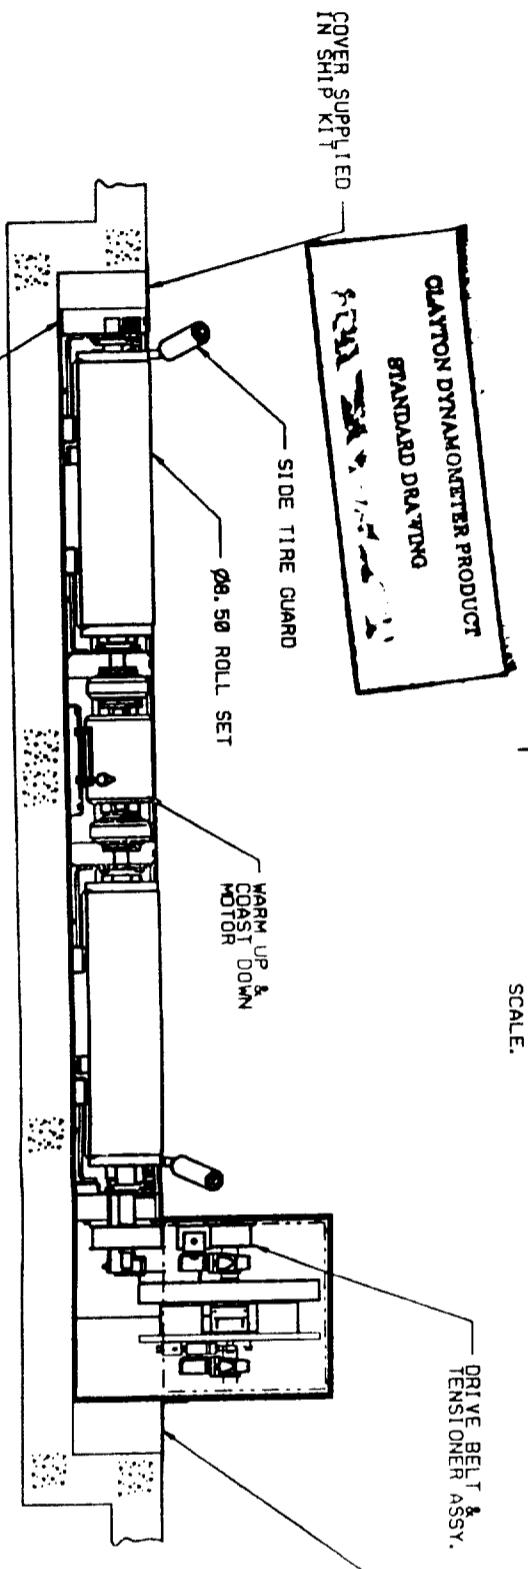 COVER SUPPLIED
IN SHIP KIT
CLAYTON DYNAMOMETER PRODUCT
STANDARD DRAWING
SIDE TIRE GUARD
Ø8.50 ROLL SET
WARM UP &
COAST DOWN
MOTOR
SCALE.
DRIVE BELT &
TENSIONER ASSY.